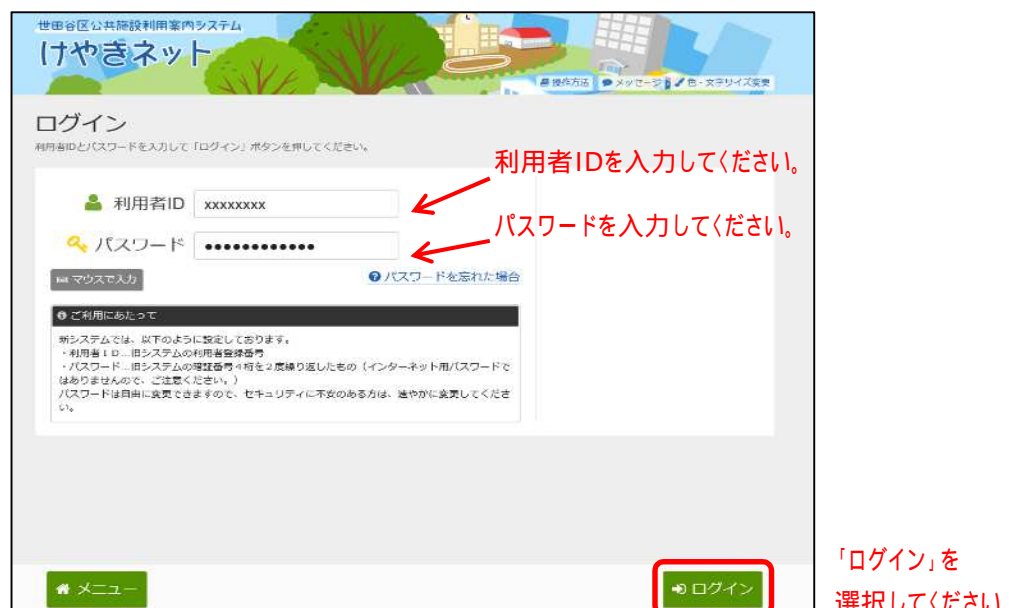 世田谷区公共施設利用案内システム
けやきネット
操作方法
メッセージ
色・文字サイズ変更
ログイン
利用者IDとパスワードを入力して「ログイン」ボタンを押してください。
利用者IDを入力してください。
利用者ID xxxxxxxx
パスワードを入力してください。
パスワード ●●●●●●●●●●●●
マウスで入力
パスワードを忘れた場合
ご利用にあたって
新システムでは、以下のように設定しております。
・利用者ＩＤ…旧システムの利用者登録番号
・パスワード…旧システムの暗証番号４桁を２度繰り返したもの（インターネット用パスワードで
はありませんので、ご注意ください。）
パスワードは自由に変更できますので、セキュリティに不安のある方は、速やかに変更してくださ
い。
「ログイン」を
メニュー
ログイン
選択してください